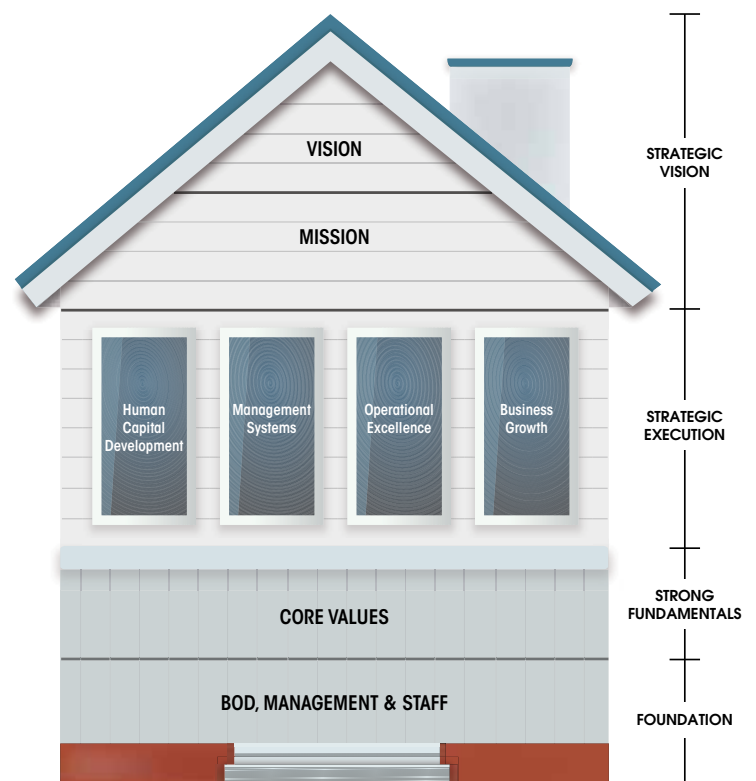 VISION
MISSION
STRATEGIC
VISION
Human
Capital
Development
Management
Systems
Operational
Excellence
Business
Growth
STRATEGIC
EXECUTION
CORE VALUES
STRONG
FUNDAMENTALS
BOD, MANAGEMENT & STAFF
FOUNDATION